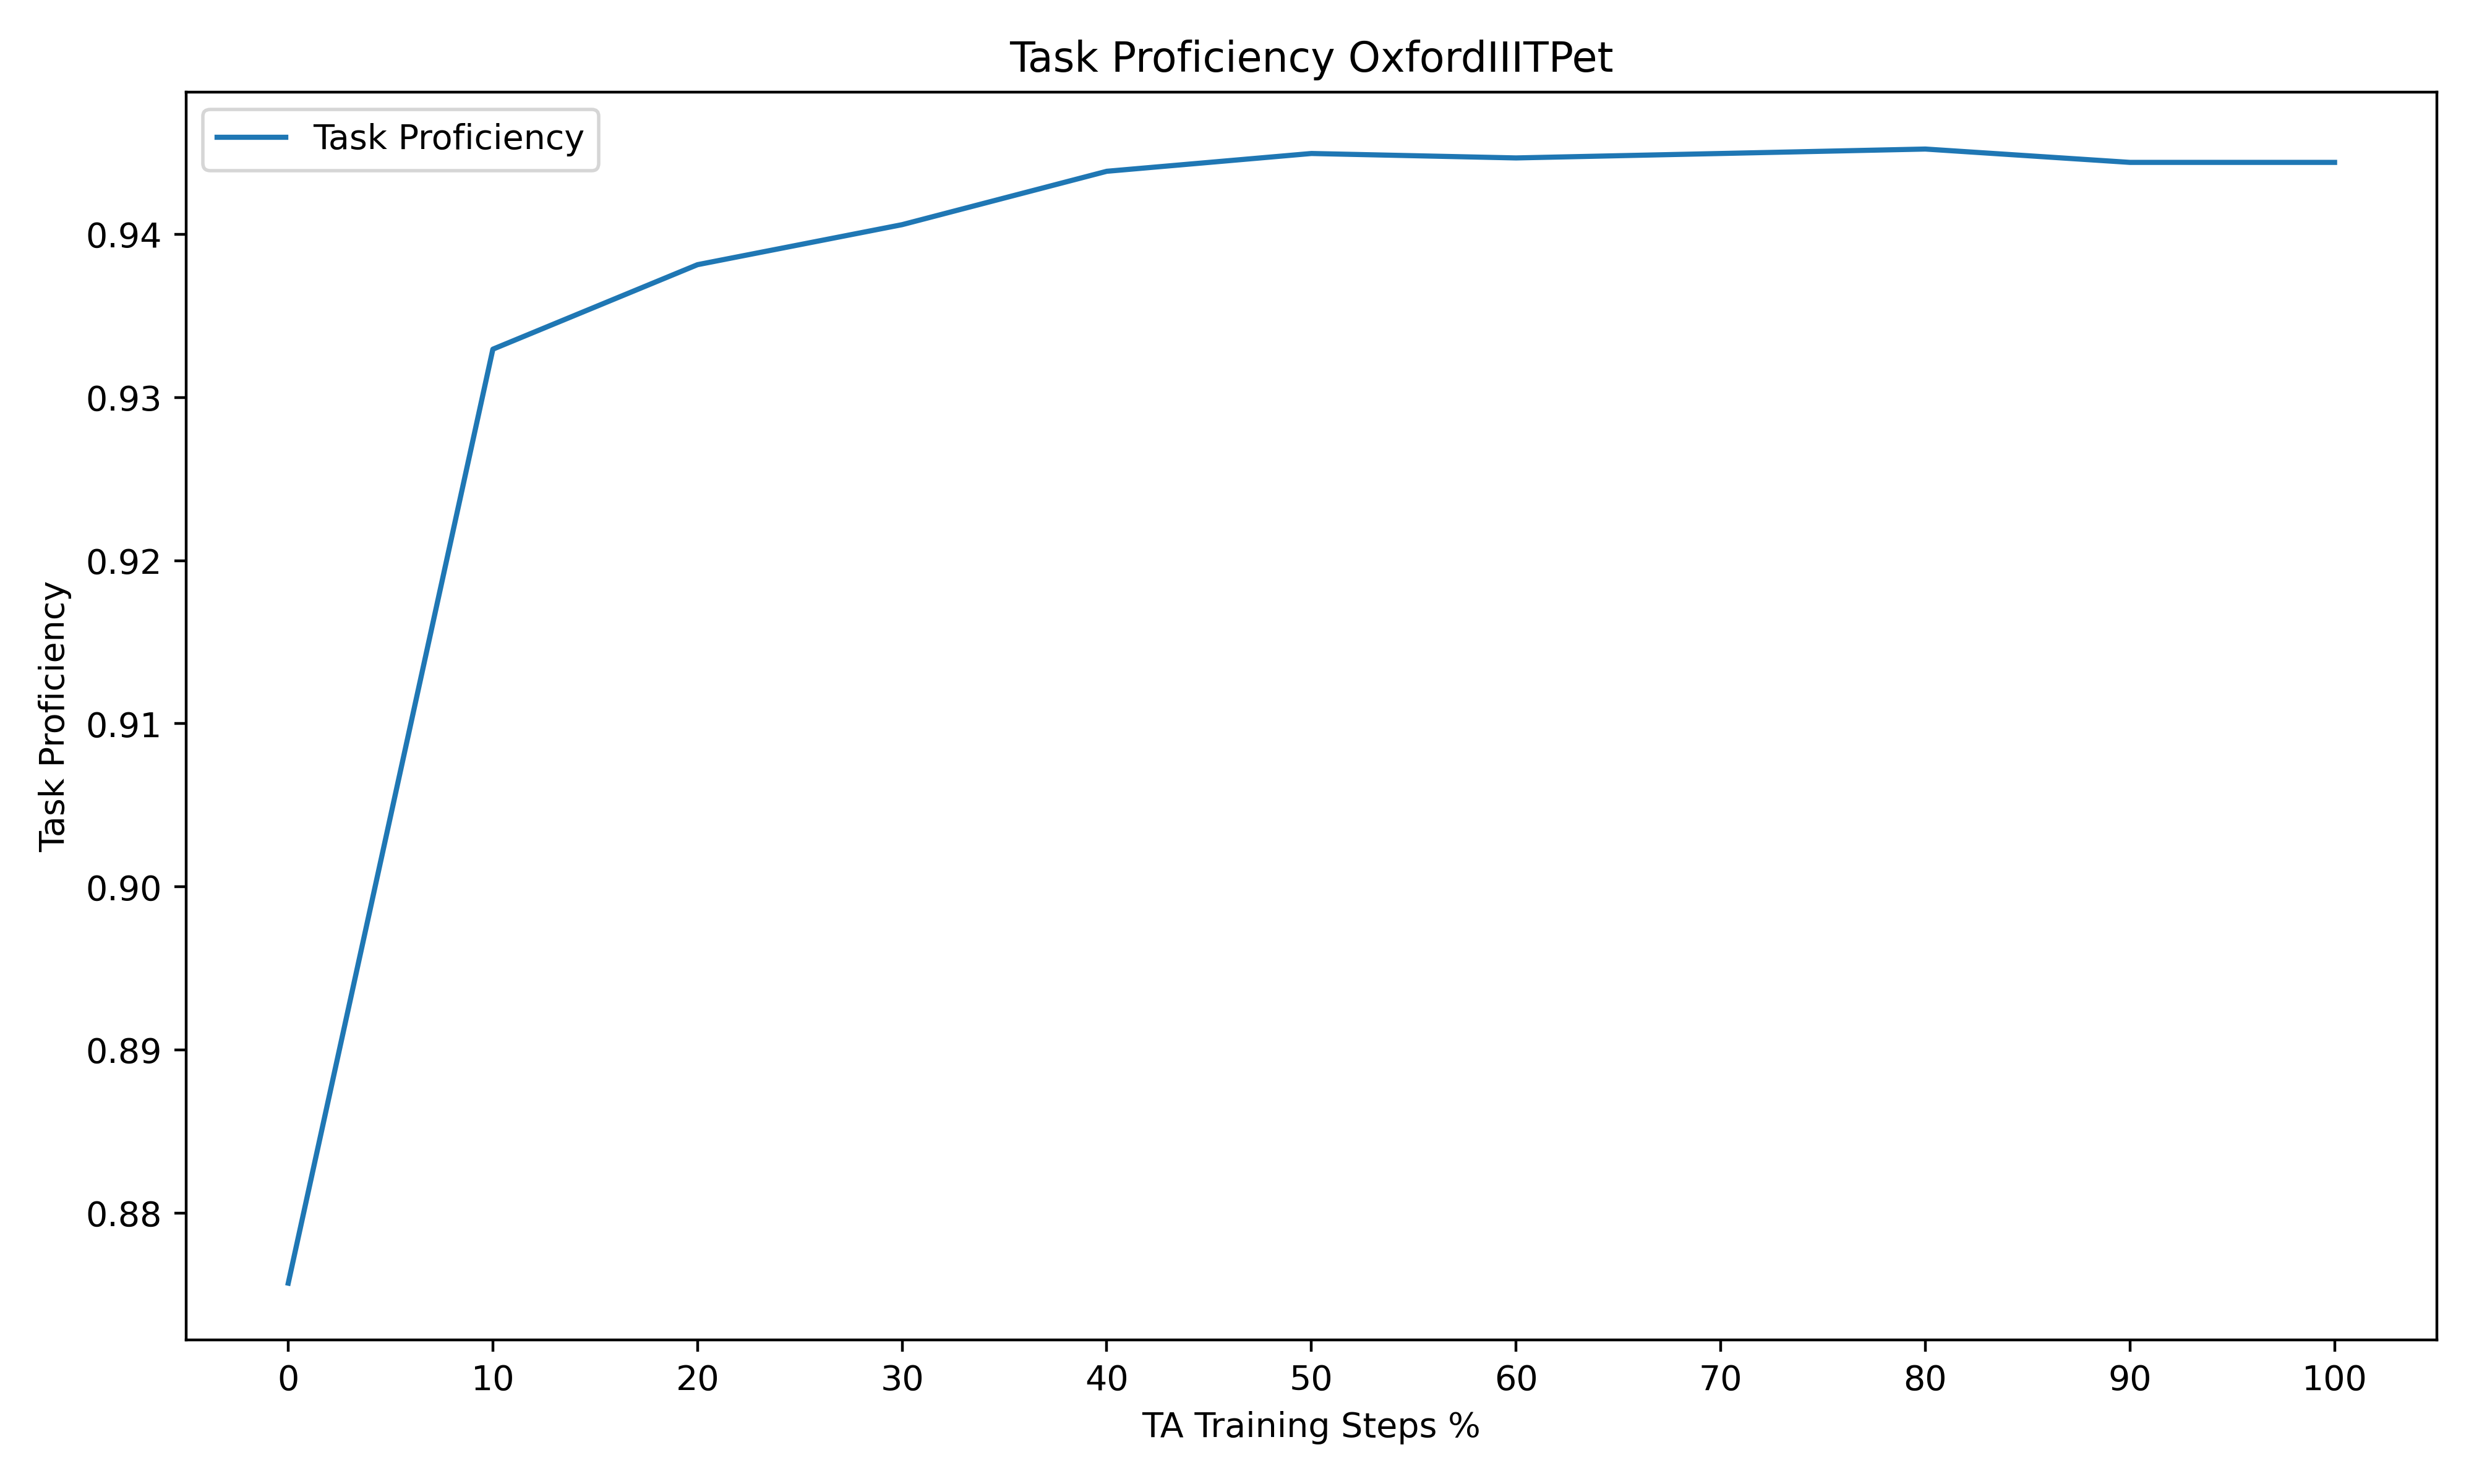 Task Proficiency OxfordIIITPet
Task Proficiency
0.94
0.93
0.92
0.91
0.90
0.89
0.88
Task Proficiency
0 10 20 30 40 50 60 70 80 90 100
TA Training Steps %